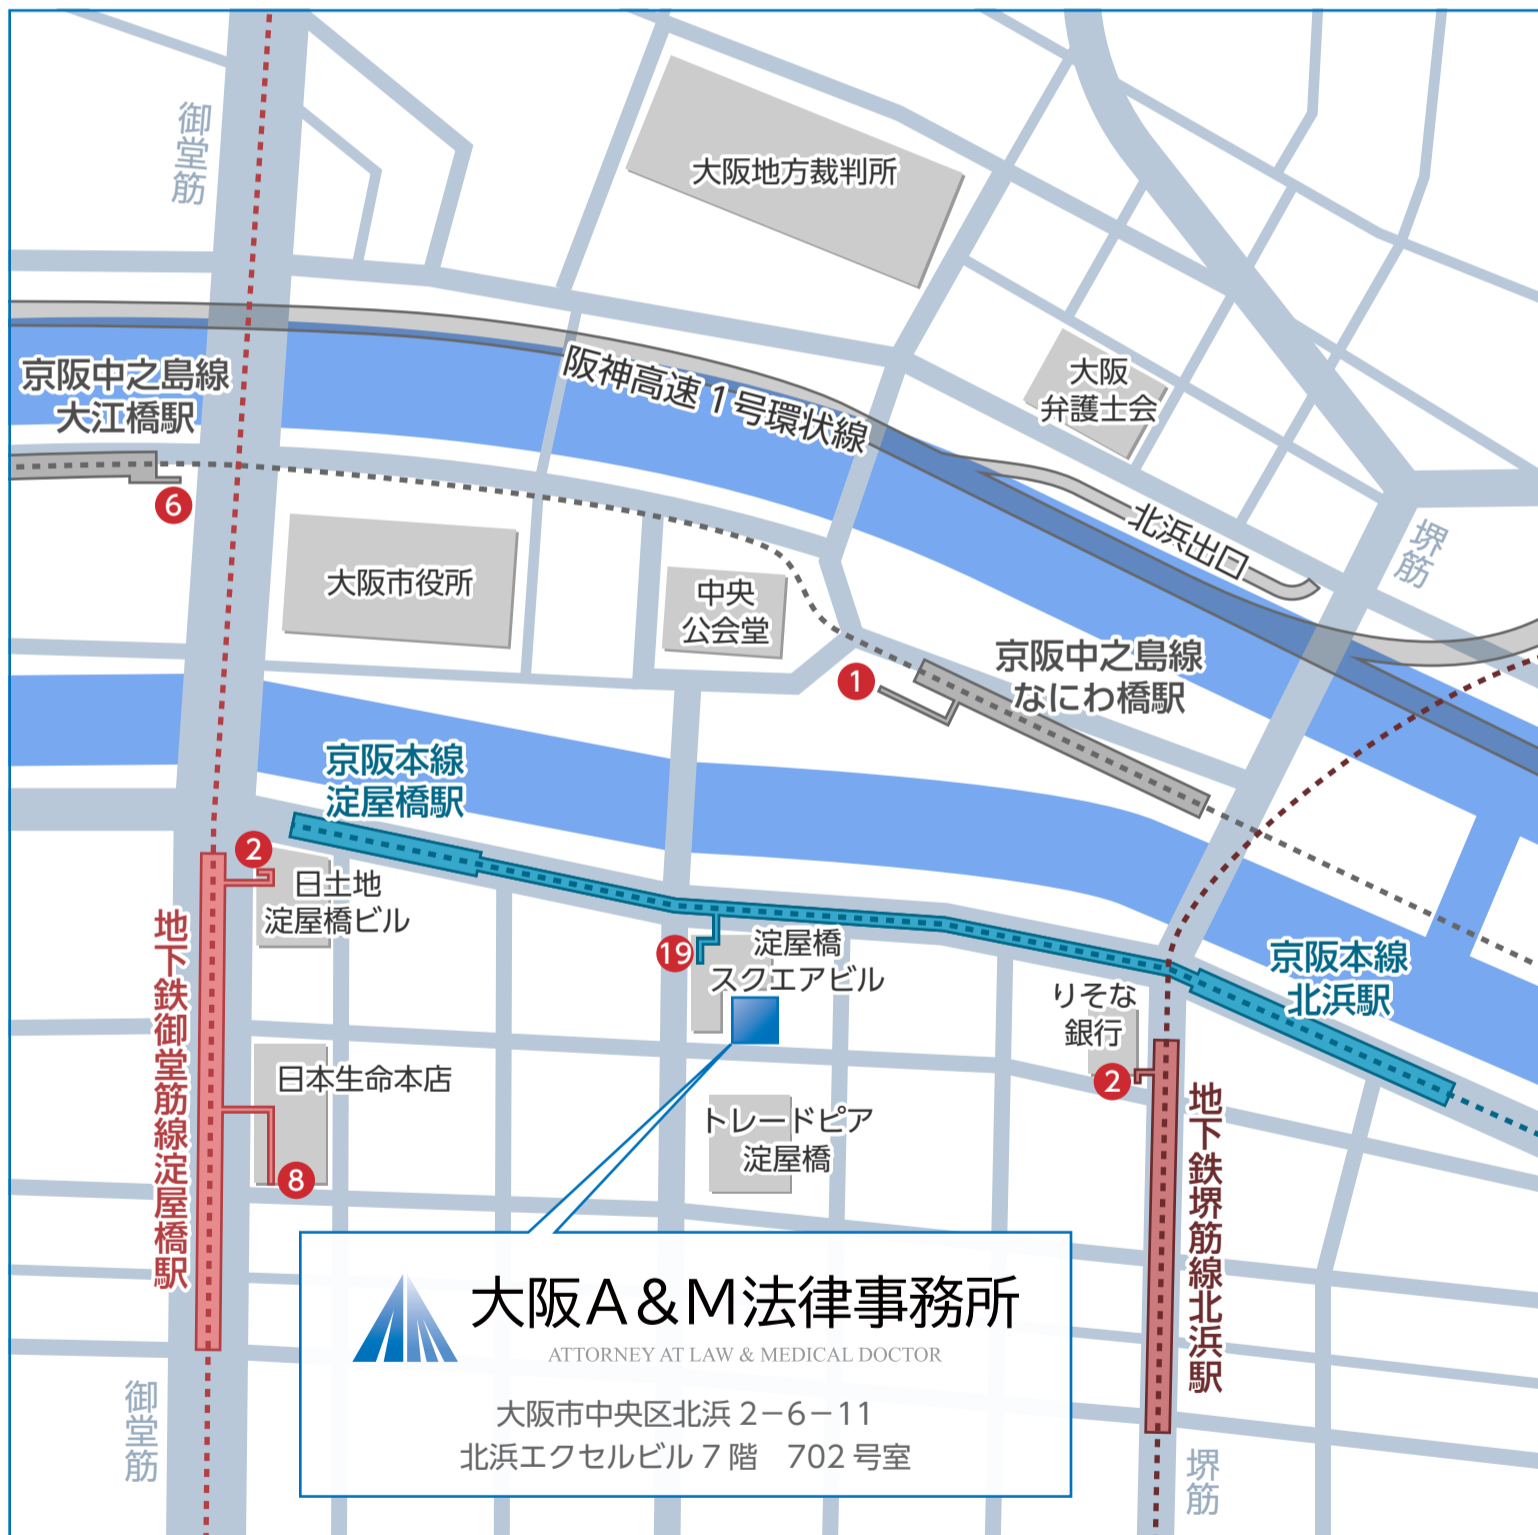 御堂筋
大阪地方裁判所
京阪中之島線
大江橋駅
阪神高速1号環状線
大阪
弁護士会
6
北浜出口
堺筋
大阪市役所
中央
公会堂
1
京阪中之島線
なにわ橋駅
京阪本線
淀屋橋駅
2
日土地
淀屋橋ビル
地下鉄御堂筋線淀屋橋駅
19
淀屋橋
スクエアビル
りそな
銀行
京阪本線
北浜駅
2
日本生命本店
8
トレードピア
淀屋橋
地下鉄堺筋線北浜駅
大阪A&M法律事務所
ATTORNEY AT LAW & MEDICAL DOCTOR
大阪市中央区北浜 2-6-11
北浜エクセルビル 7 階　702 号室
御堂筋
堺筋